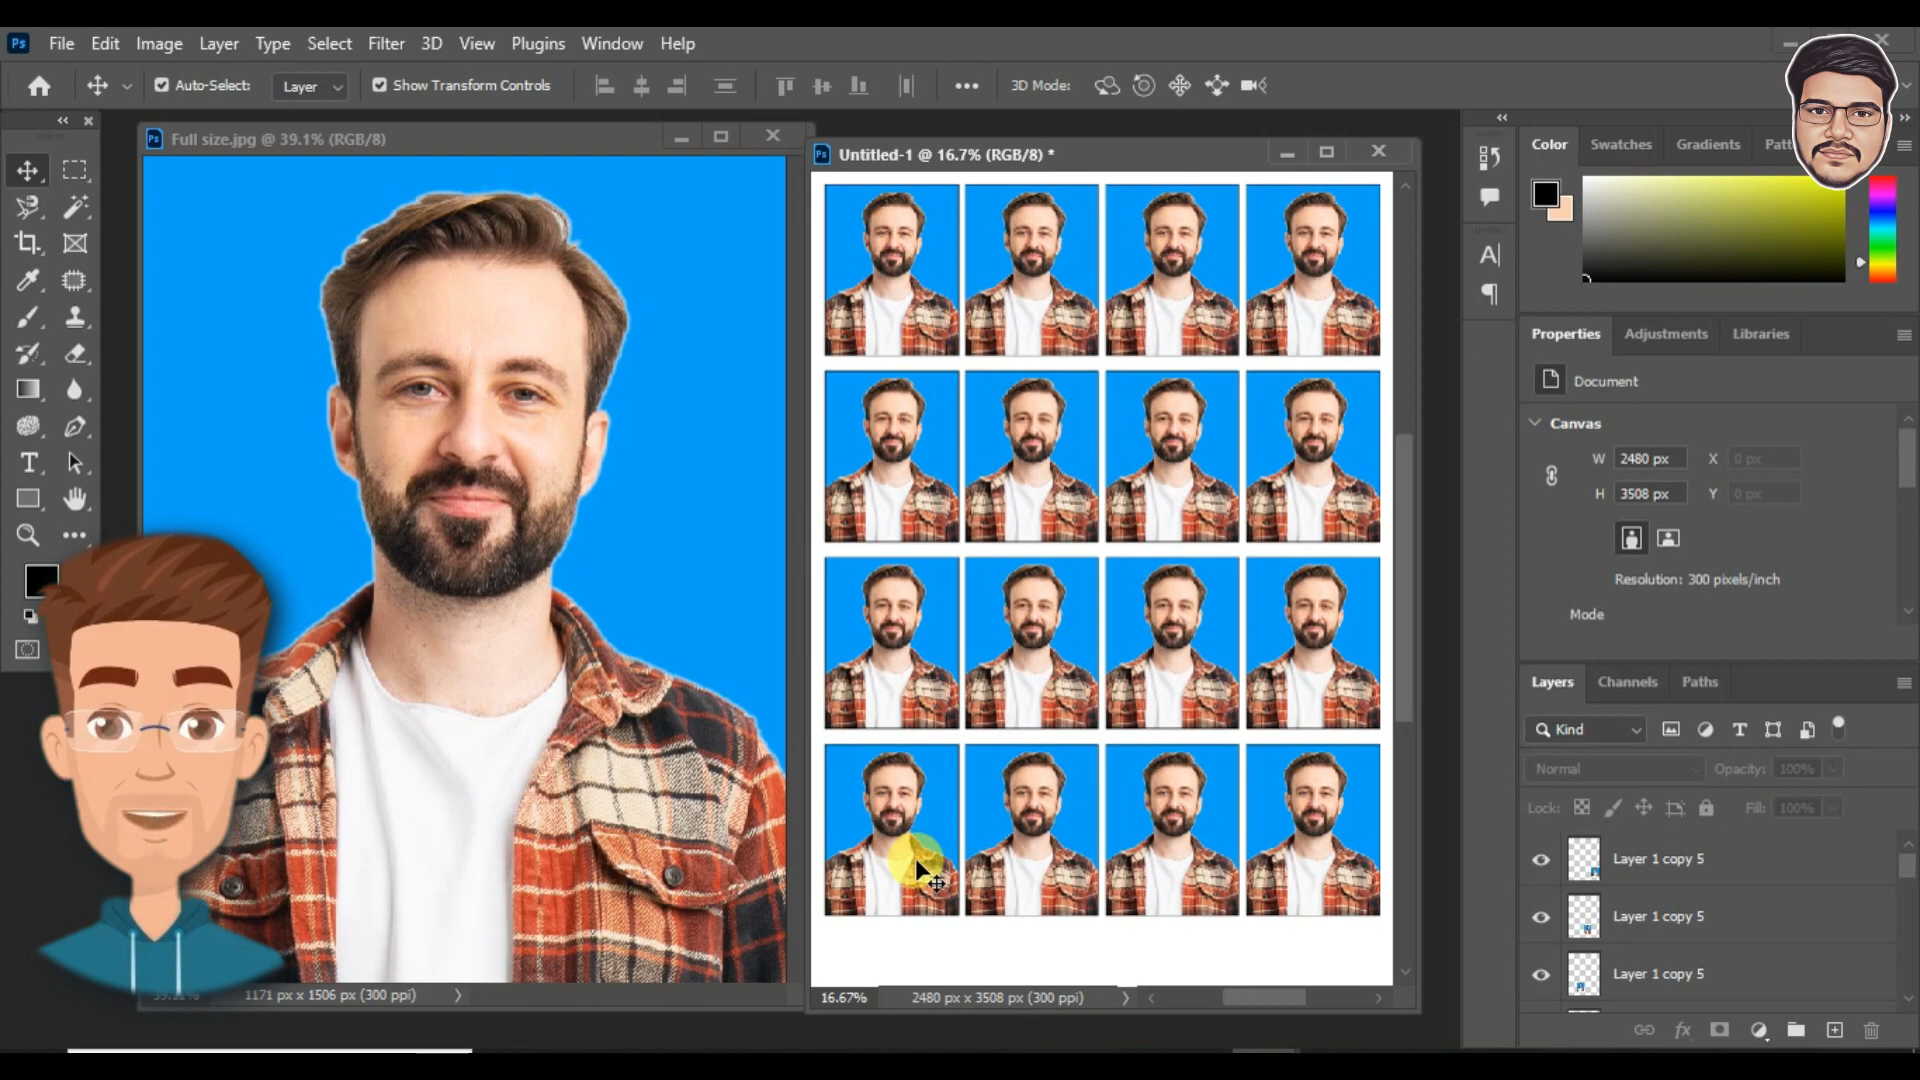 Ps File Edit Image Layer Type Select Filter 3D View Plugins Window Help
Auto-Select: Layer Show Transform Controls 3D Mode:
Ps Full size.jpg @ 39.1% (RGB/8)
Ps Untitled-1 @ 16.7% (RGB/8) *
Color Swatches Gradients
Properties Adjustments Libraries
Document
Canvas
W 2480 px X 0 px
H 3508 px Y 0 px
Resolution: 300 pixels/inch
Mode
Layers Channels Paths
Kind
Normal Opacity: 100%
Lock: Fill: 100%
Layer 1 copy 5
Layer 1 copy 5
Layer 1 copy 5
1171 px x 1506 px (300 ppi)
16.67% 2480 px x 3508 px (300 ppi)